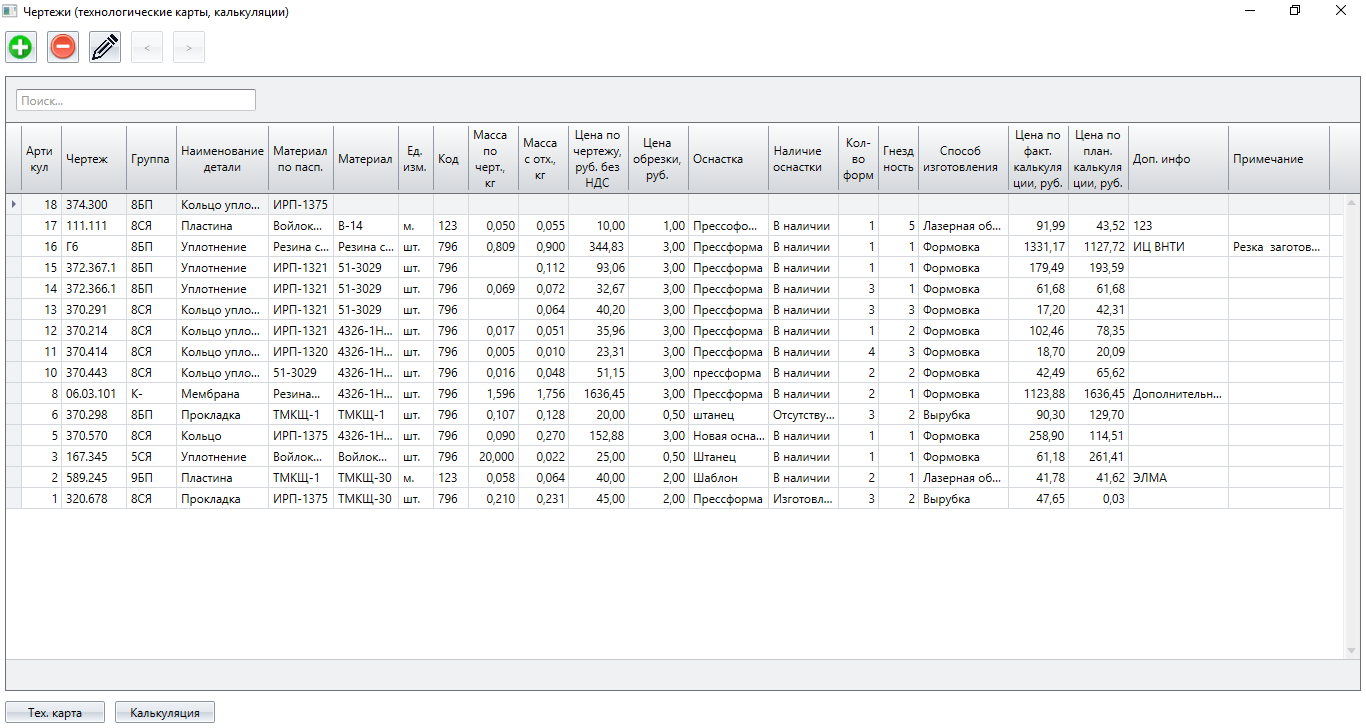 Чертежи (технологические карты, калькуляции)
< >
Поиск...
Арти кул Чертеж Группа Наименование детали Материал по пасп. Материал Ед. изм. Код Масса по черт., кг Масса с отх., кг Цена по чертежу, руб. без НДС Цена обрезки, руб. Оснастка Наличие оснастки Кол- во форм Гнезд ность Способ изготовления Цена по факт. калькуля ции, руб. Цена по план. калькуля ции, руб. Доп. инфо Примечание
18 374.300 8БП Кольцо упло... ИРП-1375
17 111.111 8СЯ Пластина Войлок... В-14 м. 123 0,050 0,055 10,00 1,00 Прессофо... В наличии 1 5 Лазерная об... 91,99 43,52 123
16 Гб 8БП Уплотнение Резина с... Резина с... шт. 796 0,809 0,900 344,83 3,00 Прессформа В наличии 1 1 Формовка 1331,17 1127,72 ИЦ ВНТИ Резка заготов...
15 372.367.1 8БП Уплотнение ИРП-1321 51-3029 шт. 796 0,112 93,06 3,00 Прессформа В наличии 1 1 Формовка 179,49 193,59
14 372.366.1 8БП Уплотнение ИРП-1321 51-3029 шт. 796 0,069 0,072 32,67 3,00 Прессформа В наличии 3 1 Формовка 61,68 61,68
13 370.291 8СЯ Кольцо упло... ИРП-1321 51-3029 шт. 796 0,064 40,20 3,00 Прессформа В наличии 3 3 Формовка 17,20 42,31
12 370.214 8СЯ Кольцо упло... ИРП-1321 4326-1Н... шт. 796 0,017 0,051 35,96 3,00 Прессформа В наличии 1 2 Формовка 102,46 78,35
11 370.414 8СЯ Кольцо упло... ИРП-1320 4326-1Н... шт. 796 0,005 0,010 23,31 3,00 Прессформа В наличии 4 3 Формовка 18,70 20,09
10 370.443 8СЯ Кольцо упло... 51-3029 4326-1Н... шт. 796 0,016 0,048 51,15 3,00 прессформа В наличии 2 2 Формовка 42,49 65,62
8 06.03.101 К- Мембрана Резина... 4326-1Н... шт. 796 1,596 1,756 1636,45 3,00 Прессформа В наличии 2 1 Формовка 1123,88 1636,45 Дополнительн...
6 370.298 8БП Прокладка ТМКЩ-1 ТМКЩ-1 шт. 796 0,107 0,128 20,00 0,50 штанец Отсутству... 3 2 Вырубка 90,30 129,70
5 370.570 8СЯ Кольцо ИРП-1375 4326-1Н... шт. 796 0,090 0,270 152,88 3,00 Новая осна... В наличии 1 1 Формовка 258,90 114,51
3 167.345 5СЯ Уплотнение Войлок... Войлок... шт. 796 20,000 0,022 25,00 0,50 Штанец В наличии 1 1 Формовка 61,18 261,41
2 589.245 9БП Пластина ТМКЩ-1 ТМКЩ-30 м. 123 0,058 0,064 40,00 2,00 Шаблон В наличии 2 1 Лазерная об... 41,78 41,62 ЭЛМА
1 320.678 8СЯ Прокладка ИРП-1375 ТМКЩ-30 шт. 796 0,210 0,231 45,00 2,00 Прессформа Изготовл... 3 2 Вырубка 47,65 0,03
Тех. карта Калькуляция